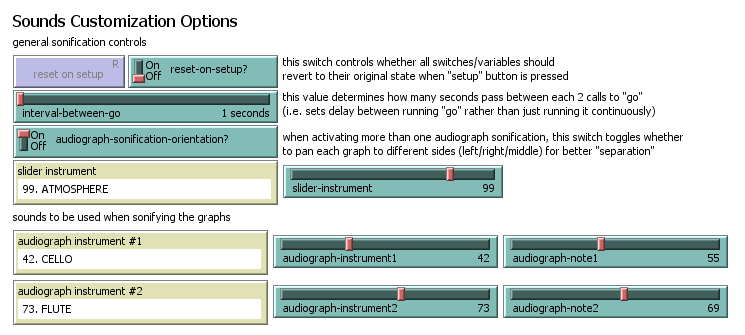 Sounds Customization Options
general sonification controls
R
reset on setup
On
Off
reset-on-setup?
this switch controls whether all switches/variables should
revert to their original state when "setup" button is pressed
interval-between-go 1 seconds
this value determines how many seconds pass between each 2 calls to "go"
(i.e. sets delay between running "go" rather than just running it continuously)
On
Off
audiograph-sonification-orientation?
when activating more than one audiograph sonification, this switch toggles whether
to pan each graph to different sides (left/right/middle) for better "separation"
slider instrument
99. ATMOSPHERE
slider-instrument 99
sounds to be used when sonifying the graphs
audiograph instrument #1
42. CELLO
audiograph-instrument1 42
audiograph-note1 55
audiograph instrument #2
73. FLUTE
audiograph-instrument2 73
audiograph-note2 69